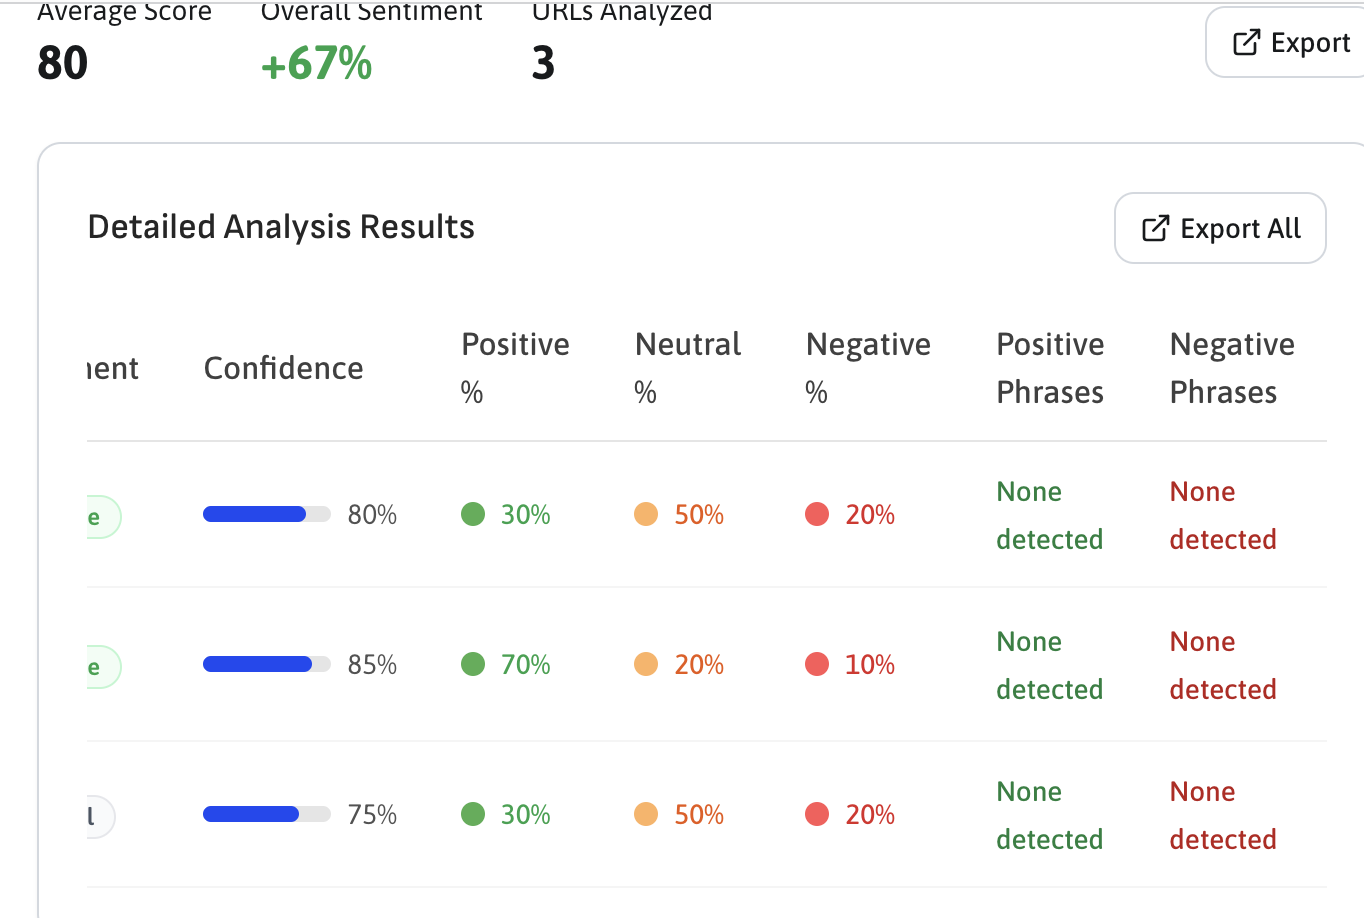 Average Score Overall Sentiment URLs Analyzed
80 +67% 3
Export
Detailed Analysis Results
Export All
Confidence
Positive %
Neutral %
Negative %
Positive Phrases
Negative Phrases
80% 30% 50% 20% None detected None detected
85% 70% 20% 10% None detected None detected
75% 30% 50% 20% None detected None detected